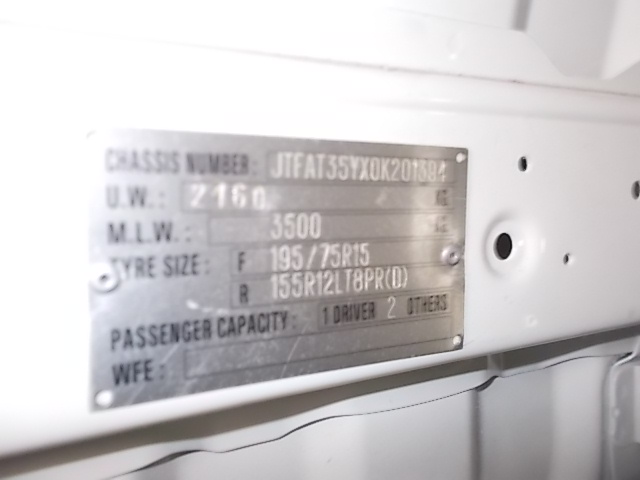 CHASSIS NUMBER: JTFAT35YX0K201384
U.W.: 2160 KG
M.L.W.: 3500 KG
TYRE SIZE: F 195/75R15
R 155R12LT8PR(D)
PASSENGER CAPACITY: 1 DRIVER 2 OTHERS
WFE: